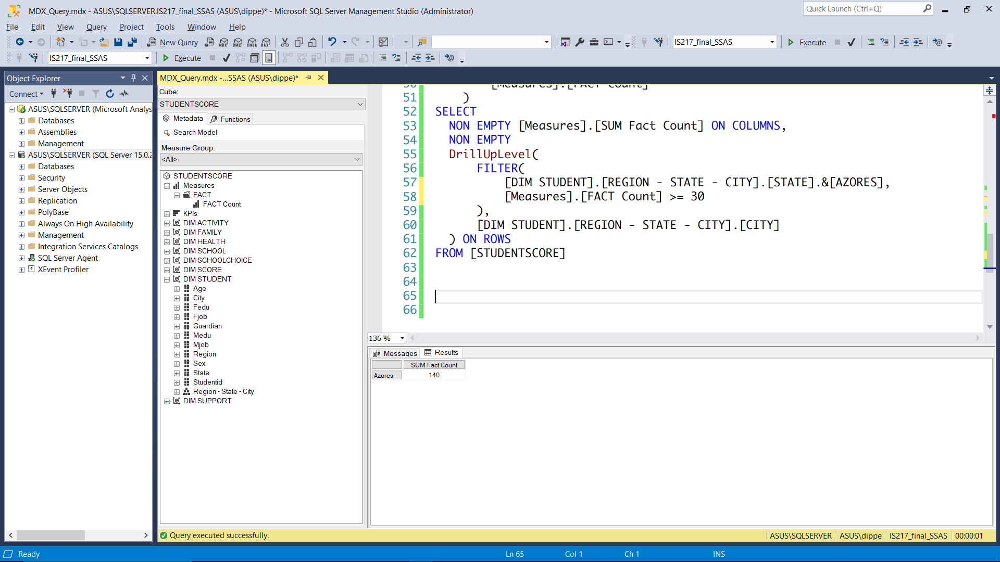 MDX_Query.mdx - ASUS\SQLSERVER.IS217_final_SSAS (ASUS\dippe)* - Microsoft SQL Server Management Studio (Administrator)
Quick Launch (Ctrl+Q)
File Edit View Query Project Tools Window Help
New Query MDX DMX XMLA DAX IS217_final_SSAS Execute
IS217_final_SSAS Execute
Object Explorer
Connect
ASUS\SQLSERVER (Microsoft Analys
Databases
Assemblies
Management
ASUS\SQLSERVER (SQL Server 15.0.2
Databases
Security
Server Objects
Replication
PolyBase
Always On High Availability
Management
Integration Services Catalogs
SQL Server Agent
XEvent Profiler
MDX_Query.mdx -...SSAS (ASUS\dippe)*
Cube:
STUDENTSCORE
Metadata Functions
Search Model
Measure Group:
<All>
STUDENTSCORE
Measures
FACT
FACT Count
KPIs
DIM ACTIVITY
DIM FAMILY
DIM HEALTH
DIM SCHOOL
DIM SCHOOLCHOICE
DIM SCORE
DIM STUDENT
Age
City
Fedu
Fjob
Guardian
Medu
Mjob
Region
Sex
State
Studentid
Region - State - City
DIM SUPPORT
50 [Measures].[FACT Count]
51 )
52 SELECT
53 NON EMPTY [Measures].[SUM Fact Count] ON COLUMNS,
54 NON EMPTY
55 DrillUpLevel(
56 FILTER(
57 [DIM STUDENT].[REGION - STATE - CITY].[STATE].&[AZORES],
58 [Measures].[FACT Count] >= 30
59 ),
60 [DIM STUDENT].[REGION - STATE - CITY].[CITY]
61 ) ON ROWS
62 FROM [STUDENTSCORE]
63
64
65
66
136 %
Messages Results
SUM Fact Count
Azores 140
Query executed successfully.
ASUS\SQLSERVER ASUS\dippe IS217_final_SSAS 00:00:01
Ready Ln 65 Col 1 Ch 1 INS